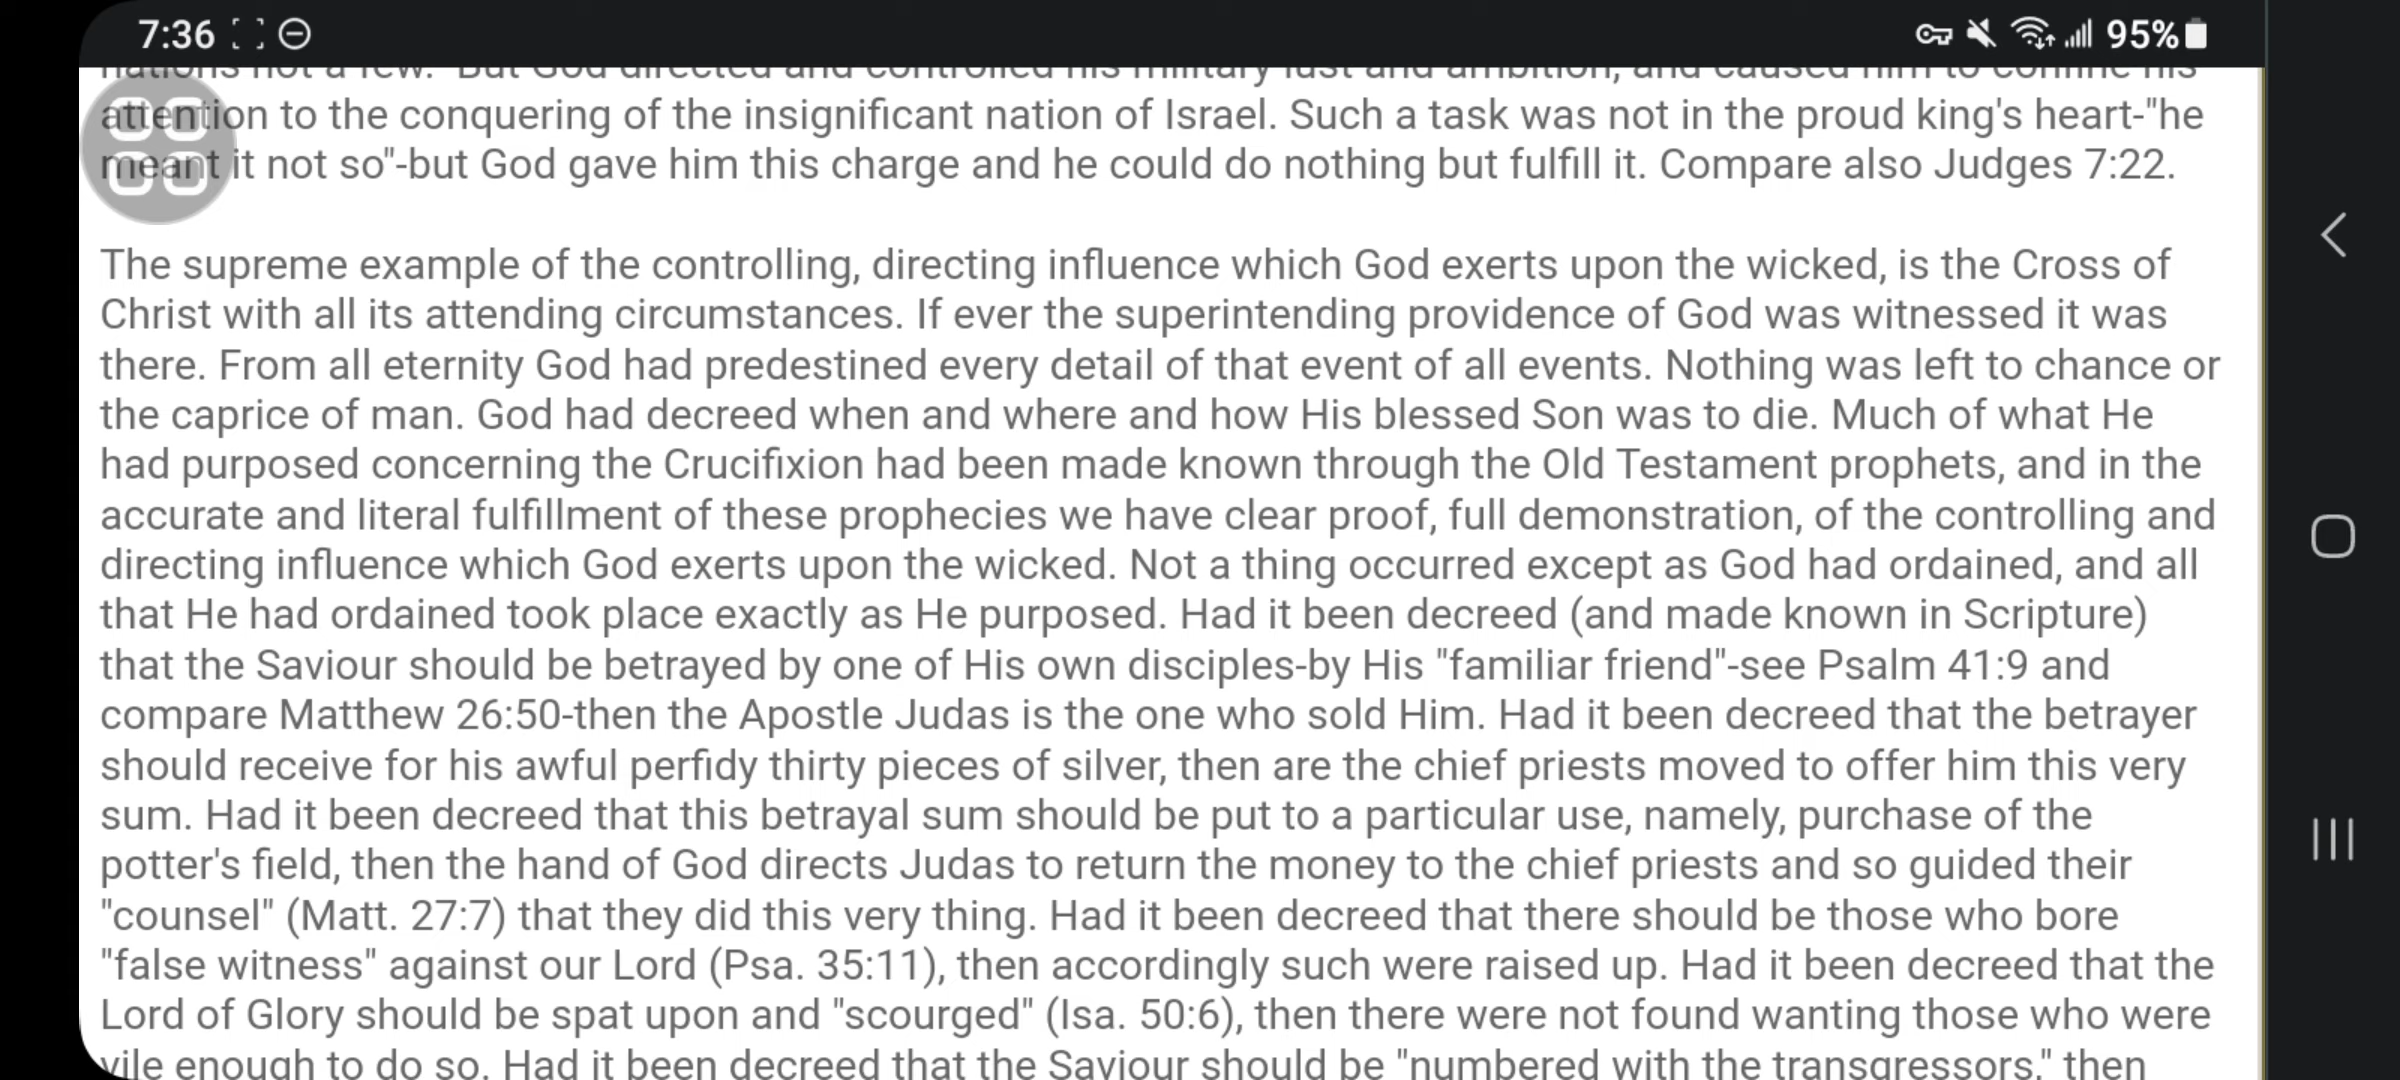 7:36
95%
nations not a few." But God directed and controlled his military lust and ambition, and caused him to confine his
attention to the conquering of the insignificant nation of Israel. Such a task was not in the proud king's heart-"he
meant it not so"-but God gave him this charge and he could do nothing but fulfill it. Compare also Judges 7:22.
The supreme example of the controlling, directing influence which God exerts upon the wicked, is the Cross of
Christ with all its attending circumstances. If ever the superintending providence of God was witnessed it was
there. From all eternity God had predestined every detail of that event of all events. Nothing was left to chance or
the caprice of man. God had decreed when and where and how His blessed Son was to die. Much of what He
had purposed concerning the Crucifixion had been made known through the Old Testament prophets, and in the
accurate and literal fulfillment of these prophecies we have clear proof, full demonstration, of the controlling and
directing influence which God exerts upon the wicked. Not a thing occurred except as God had ordained, and all
that He had ordained took place exactly as He purposed. Had it been decreed (and made known in Scripture)
that the Saviour should be betrayed by one of His own disciples-by His "familiar friend"-see Psalm 41:9 and
compare Matthew 26:50-then the Apostle Judas is the one who sold Him. Had it been decreed that the betrayer
should receive for his awful perfidy thirty pieces of silver, then are the chief priests moved to offer him this very
sum. Had it been decreed that this betrayal sum should be put to a particular use, namely, purchase of the
potter's field, then the hand of God directs Judas to return the money to the chief priests and so guided their
"counsel" (Matt. 27:7) that they did this very thing. Had it been decreed that there should be those who bore
"false witness" against our Lord (Psa. 35:11), then accordingly such were raised up. Had it been decreed that the
Lord of Glory should be spat upon and "scourged" (Isa. 50:6), then there were not found wanting those who were
vile enough to do so. Had it been decreed that the Saviour should be "numbered with the transgressors," then